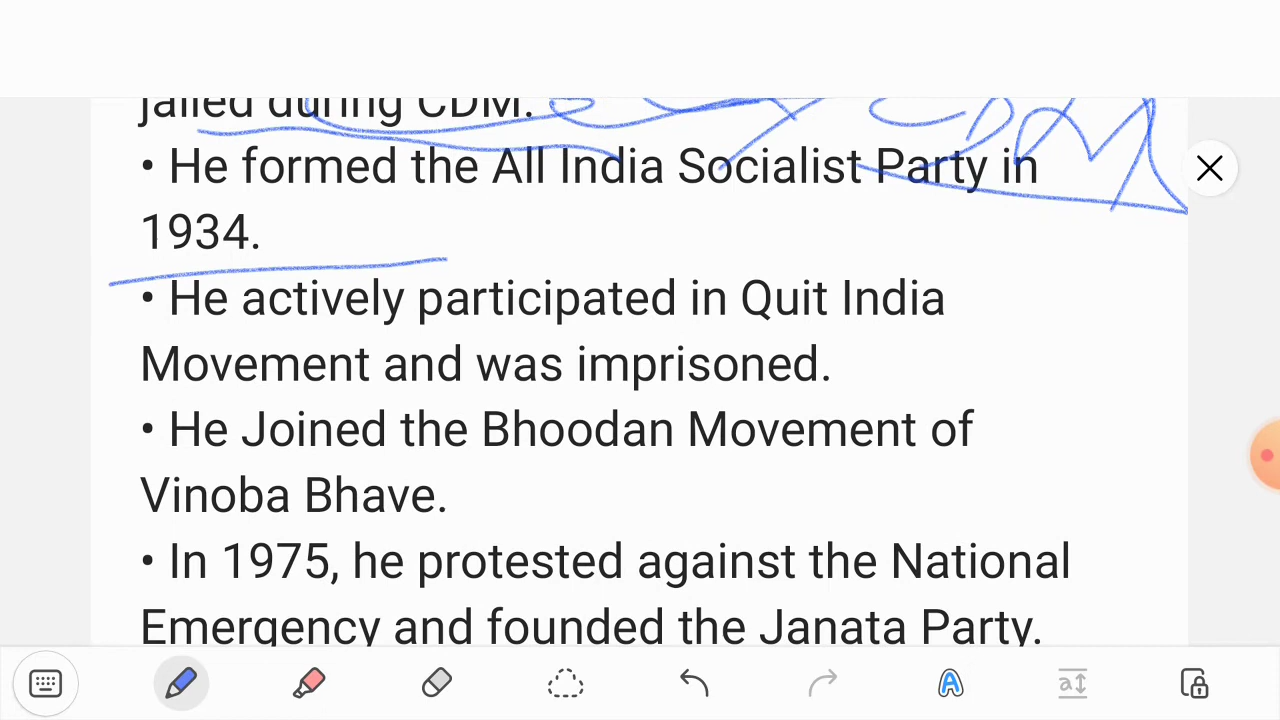 jailed during CDM.
CDM
• He formed the All India Socialist Party in
1934.
• He actively participated in Quit India
Movement and was imprisoned.
• He Joined the Bhoodan Movement of
Vinoba Bhave.
• In 1975, he protested against the National
Emergency and founded the Janata Party.